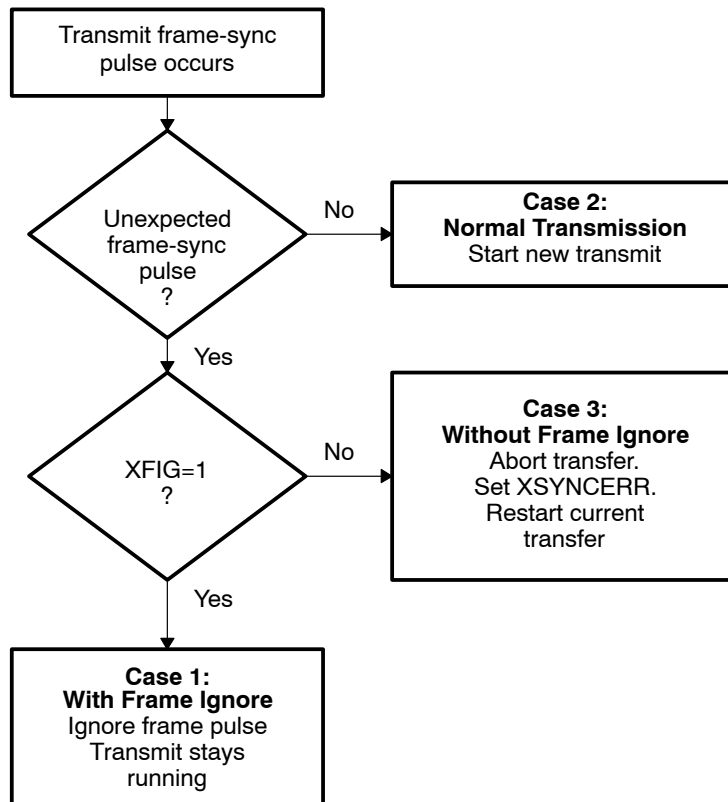 Transmit frame-sync
pulse occurs
Unexpected
frame-sync
pulse
?
No
Case 2:
Normal Transmission
Start new transmit
Yes
XFIG=1
?
No
Case 3:
Without Frame Ignore
Abort transfer.
Set XSYNCERR.
Restart current
transfer
Yes
Case 1:
With Frame Ignore
Ignore frame pulse
Transmit stays
running